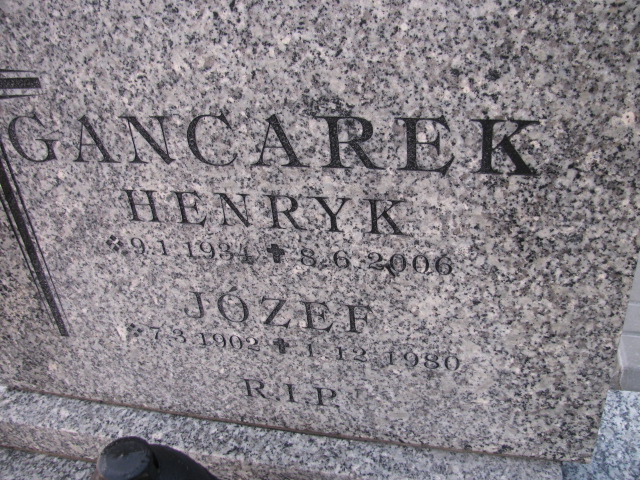 GANCAREK
HENRYK
9.1.1934 ✝ 8.6.2006
JÓZEF
7.3.1902 ✝ 1.12.1980
R.I.P.